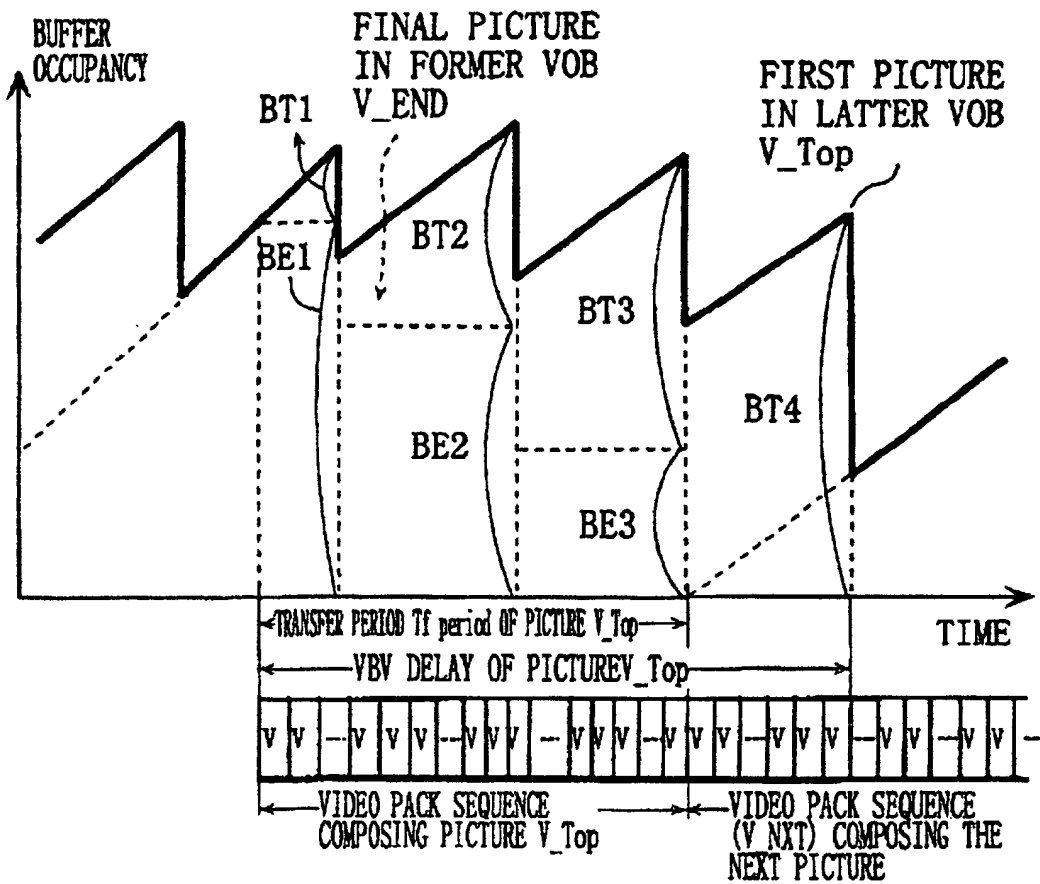 BUFFER
OCCUPANCY
FINAL PICTURE
IN FORMER VOB
V_END
FIRST PICTURE
IN LATTER VOB
V_Top
BT1
BE1
BT2
BE2
BT3
BE3
BT4
TRANSFER PERIOD Tf period OF PICTURE V_Top
TIME
VBV DELAY OF PICTUREV_Top
V V --- V V V --- V V V --- V V V --- V V V --- V V V --- V V --- V V --
VIDEO PACK SEQUENCE
COMPOSING PICTURE V_Top
VIDEO PACK SEQUENCE
(V NXT) COMPOSING THE
NEXT PICTURE